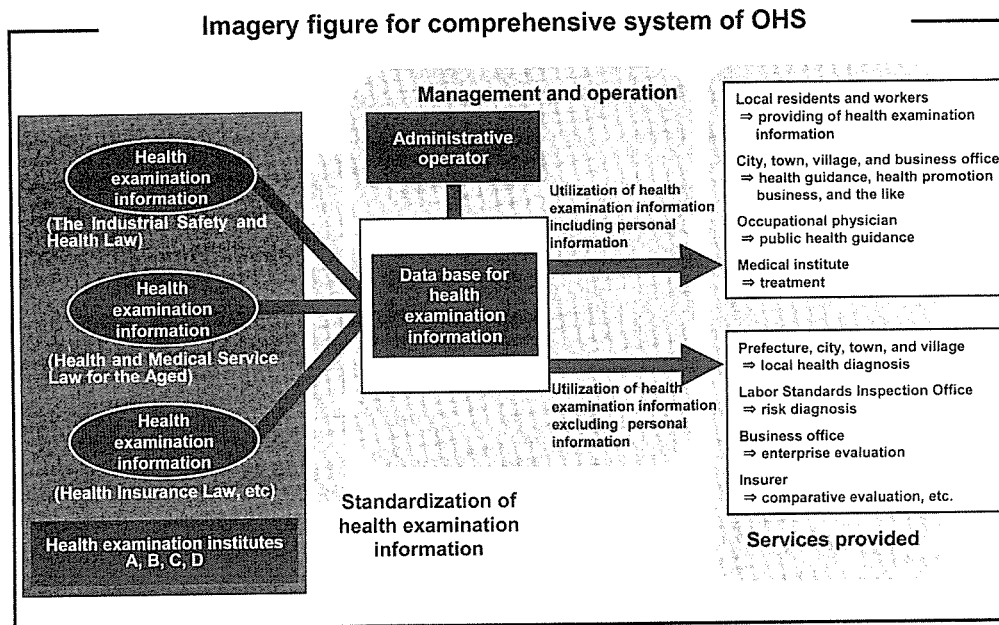 Imagery figure for comprehensive system of OHS
Health
examination
information
(The Industrial Safety and
Health Law)
Health
examination
information
(Health and Medical Service
Law for the Aged)
Health
examination
information
(Health Insurance Law, etc)
Health examination institutes
A, B, C, D
Management and operation
Administrative
operator
Data base for
health
examination
information
Standardization of
health examination
information
Utilization of health
examination information
including personal
information
Utilization of health
examination information
excluding personal
information
Local residents and workers
⇒ providing of health examination
information
City, town, village, and business office
⇒ health guidance, health promotion
business, and the like
Occupational physician
⇒ public health guidance
Medical institute
⇒ treatment
Prefecture, city, town, and village
⇒ local health diagnosis
Labor Standards Inspection Office
⇒ risk diagnosis
Business office
⇒ enterprise evaluation
Insurer
⇒ comparative evaluation, etc.
Services provided